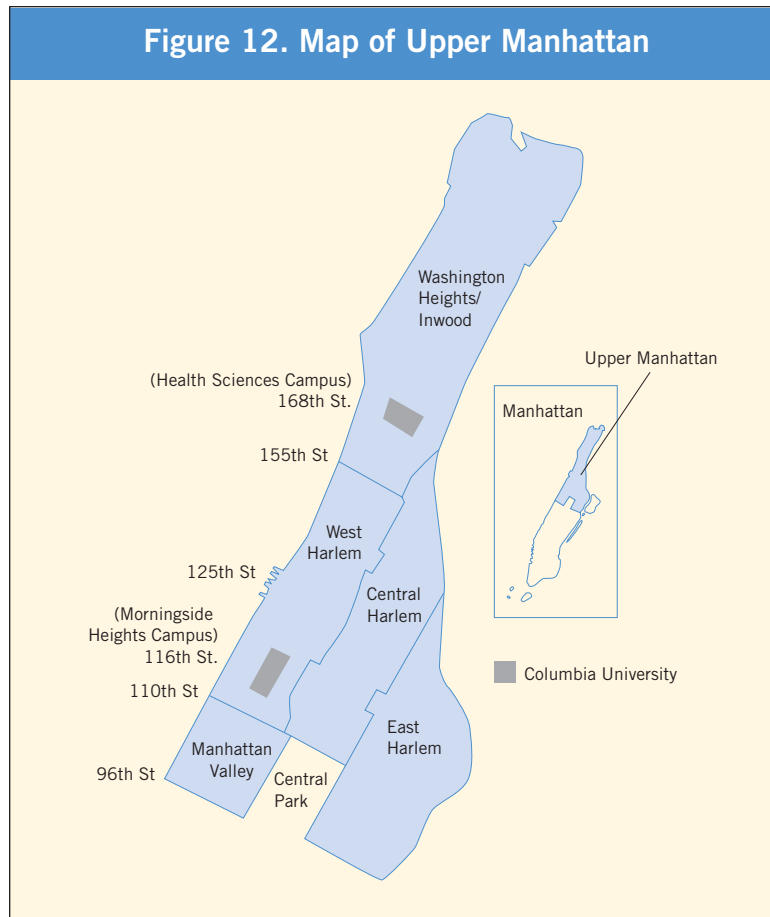 Figure 12. Map of Upper Manhattan
Washington
Heights/
Inwood
Upper Manhattan
(Health Sciences Campus)
168th St.
Manhattan
155th St
West
Harlem
125th St
Central
Harlem
(Morningside
Heights Campus)
116th St.
Columbia University
110th St
East
Harlem
Manhattan
Valley
96th St
Central
Park